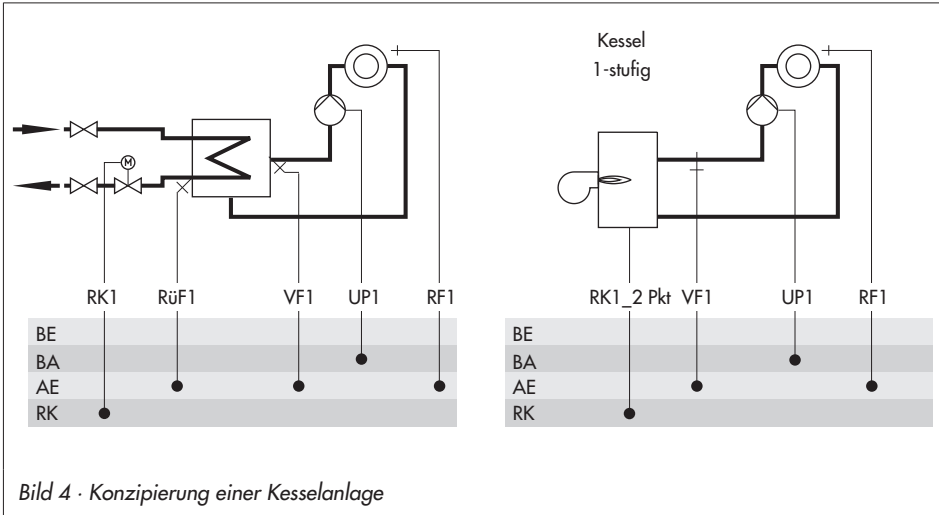 Kessel
1-stufig
M
RK1 RüF1 VF1 UP1 RF1
RK1_2 Pkt VF1 UP1 RF1
BE
BA
AE
RK
BE
BA
AE
RK
Bild 4 · Konzipierung einer Kesselanlage